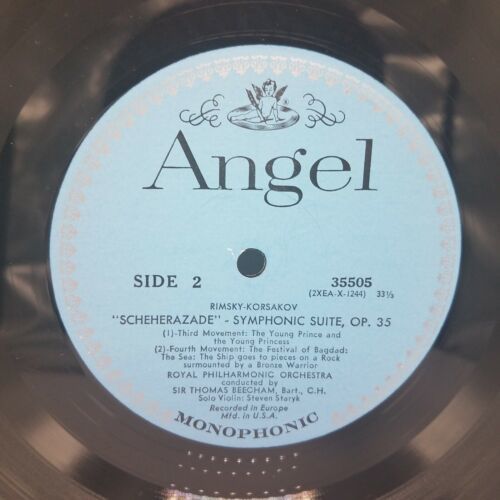 Angel
SIDE 2
35505
(2XEA-X-1244) 33⅓
RIMSKY-KORSAKOV
"SCHEHERAZADE" - SYMPHONIC SUITE, OP. 35
(1)-Third Movement: The Young Prince and
the Young Princess
(2)-Fourth Movement: The Festival of Bagdad:
The Sea: The Ship goes to pieces on a Rock
surmounted by a Bronze Warrior
ROYAL PHILHARMONIC ORCHESTRA
conducted by
SIR THOMAS BEECHAM, Bart., C.H.
Solo Violin: Steven Staryk
Recorded in Europe
Mfd. in U.S.A.
MONOPHONIC